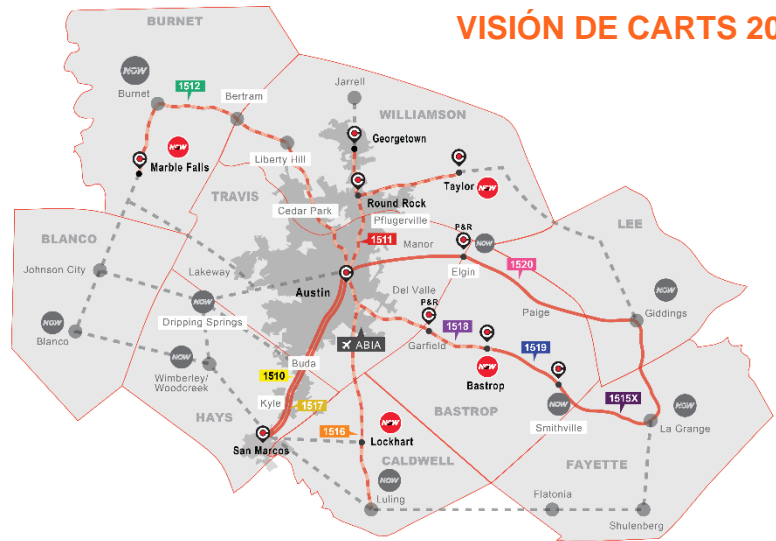 VISIÓN DE CARTS 20
BURNET
NOW
Burnet
1512
Bertram
Jarrell
WILLIAMSON
Georgetown
NOW
Marble Falls
Liberty Hill
Taylor
NOW
TRAVIS
Cedar Park
Round Rock
Pflugerville
LEE
BLANCO
1511
Manor
P&R
NOW
1520
Johnson City
Lakeway
Elgin
Austin
Del Valle
NOW
Giddings
NOW
Dripping Springs
P&R
Paige
NOW
Blanco
ABIA
1518
Garfield
1519
NOW
Wimberley/
Woodcreek
Buda
NOW
Bastrop
1510
Kyle
1517
BASTROP
NOW
Smithville
1515X
NOW
La Grange
HAYS
1516
NOW
Lockhart
San Marcos
CALDWELL
FAYETTE
NOW
Luling
Flatonia
Shulenberg